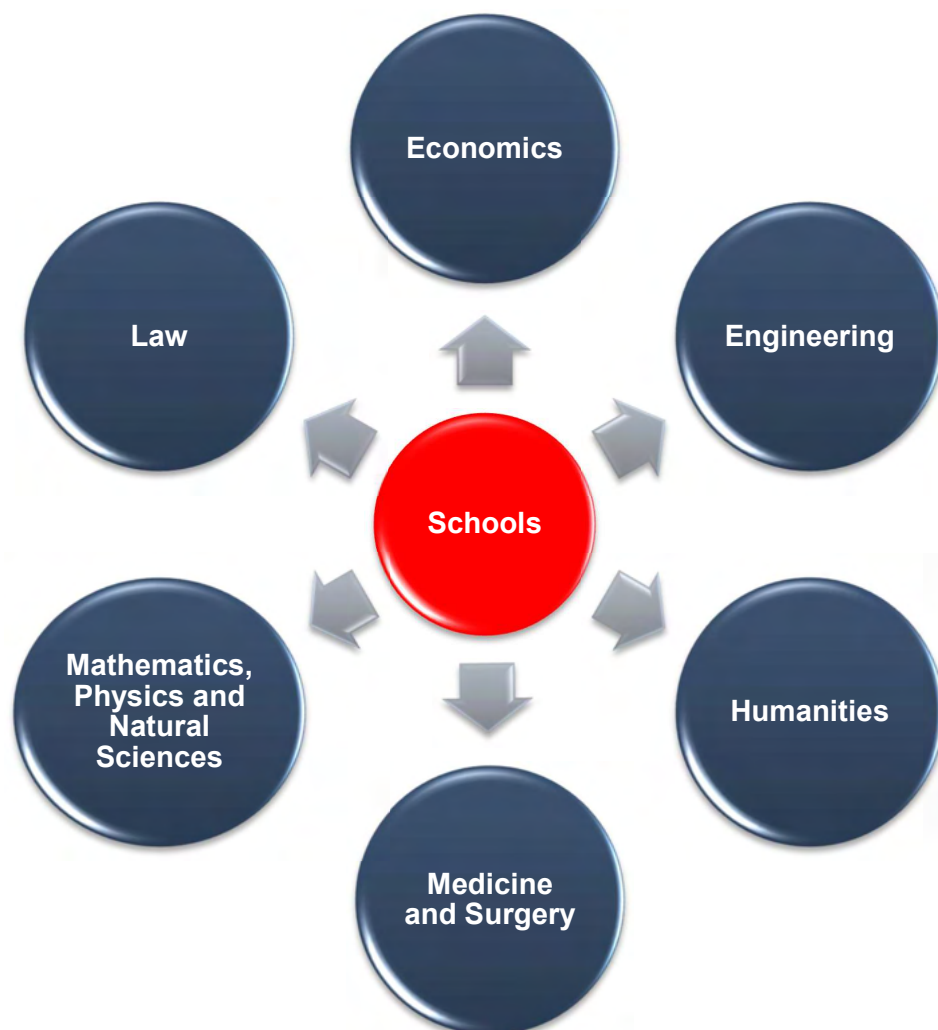 Economics
Engineering
Humanities
Medicine
and Surgery
Mathematics,
Physics and
Natural
Sciences
Law
Schools